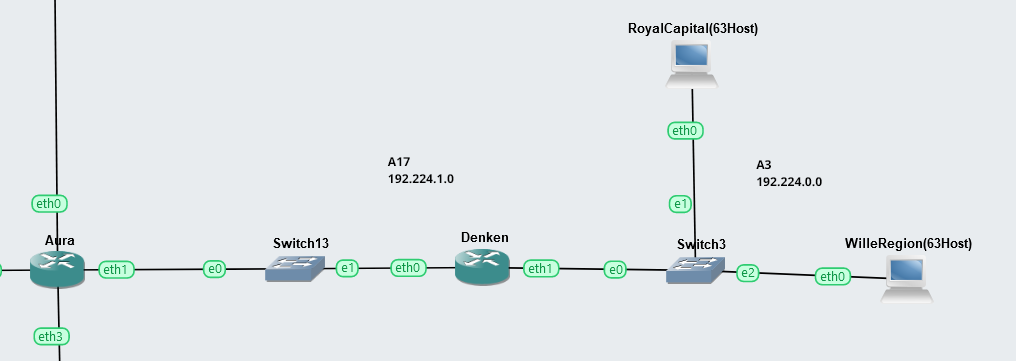 RoyalCapital(63Host)
eth0
A17
192.224.1.0
A3
192.224.0.0
eth0
e1
Aura
Switch13
Denken
Switch3
WilleRegion(63Host)
eth1
e0
e1
eth0
eth1
e0
e2
eth0
eth3